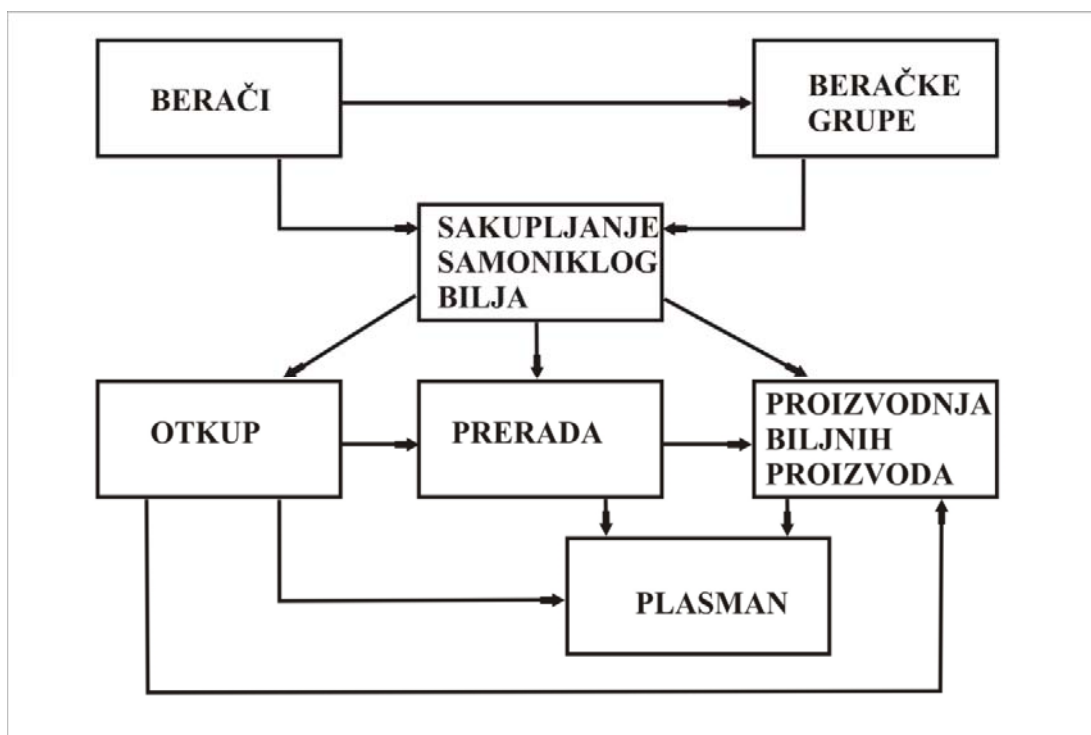 BERAČI
BERAČKE
GRUPE
SAKUPLJANJE
SAMONIKLOG
BILJA
OTKUP
PRERADA
PROIZVODNJA
BILJNIH
PROIZVODA
PLASMAN